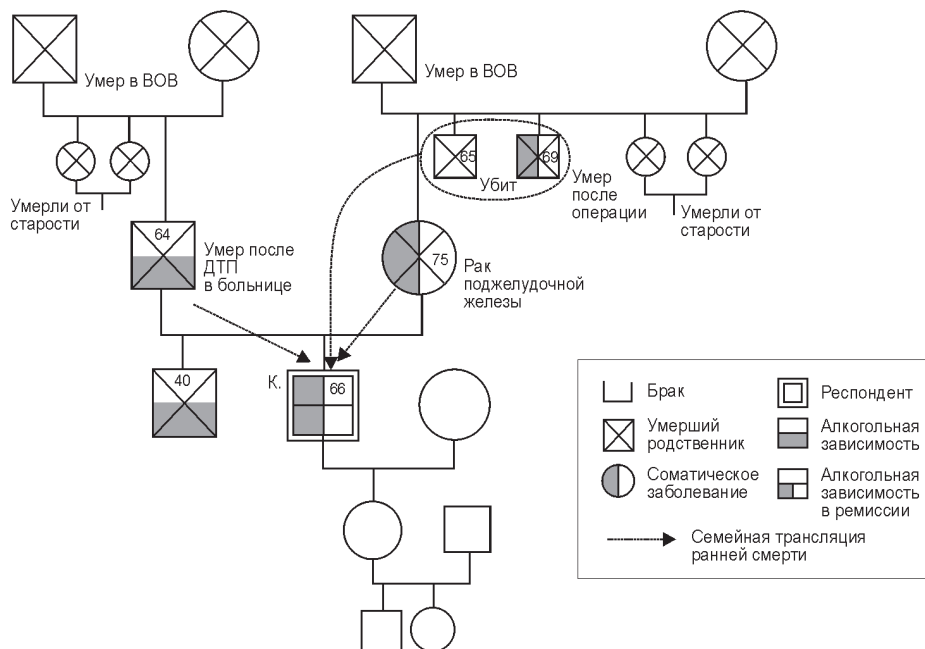 Умер в ВОВ
Умер в ВОВ
65
69
Убит
Умер
после
операции
Умерли от
старости
Умерли от
старости
64
Умер после
ДТП
в больнице
75
Рак
поджелудочной
железы
40
К.
66
Брак
Умерший
родственник
Соматическое
заболевание
Респондент
Алкогольная
зависимость
Алкогольная
зависимость
в ремиссии
Семейная трансляция
ранней смерти